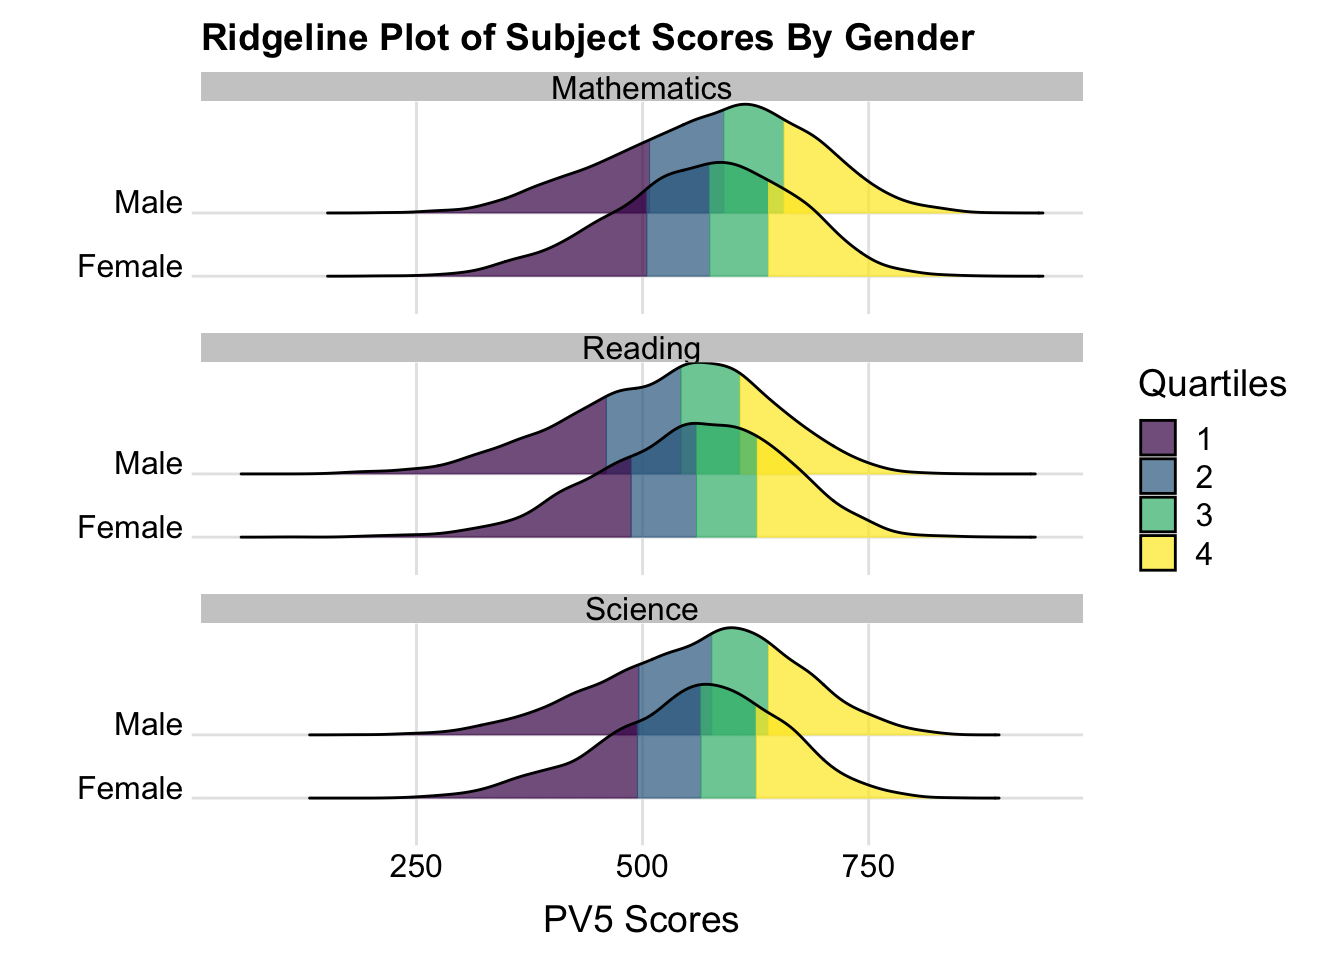 Ridgeline Plot of Subject Scores By Gender
Mathematics
Male
Female
Reading
Male
Female
Science
Male
Female
250 500 750
PV5 Scores
Quartiles
1
2
3
4